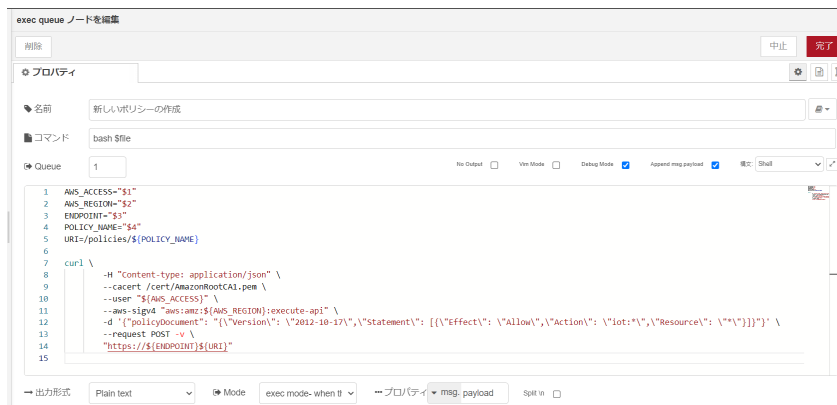 exec queue ノードを編集
削除
中止
完了
プロパティ
名前
新しいポリシーの作成
コマンド
bash $file
Queue
1
No Output
Vim Mode
Debug Mode
Append msg.payload
構文:
Shell
1 AWS_ACCESS="$1"
2 AWS_REGION="$2"
3 ENDPOINT="$3"
4 POLICY_NAME="$4"
5 URI=/policies/${POLICY_NAME}
6
7 curl \
8 -H "Content-type: application/json" \
9 --cacert /cert/AmazonRootCA1.pem \
10 --user "${AWS_ACCESS}" \
11 --aws-sigv4 "aws:amz:${AWS_REGION}:execute-api" \
12 -d '{"policyDocument": "{\"Version\": \"2012-10-17\",\"Statement\": [{\"Effect\": \"Allow\",\"Action\": \"iot:*\",\"Resource\": \"*\"}]}"}' \
13 --request POST -v \
14 "https://${ENDPOINT}${URI}"
15
出力形式
Plain text
Mode
exec mode- when th
プロパティ
msg. payload
Split \n